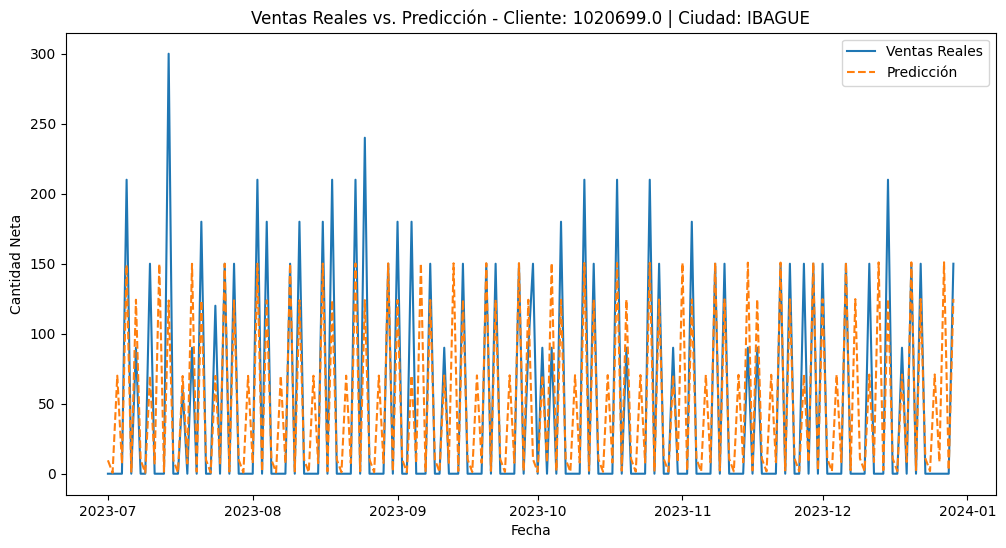 Ventas Reales vs. Predicción - Cliente: 1020699.0 | Ciudad: IBAGUE
Ventas Reales
Predicción
Cantidad Neta
300
250
200
150
100
50
0
2023-07 2023-08 2023-09 2023-10 2023-11 2023-12 2024-01
Fecha